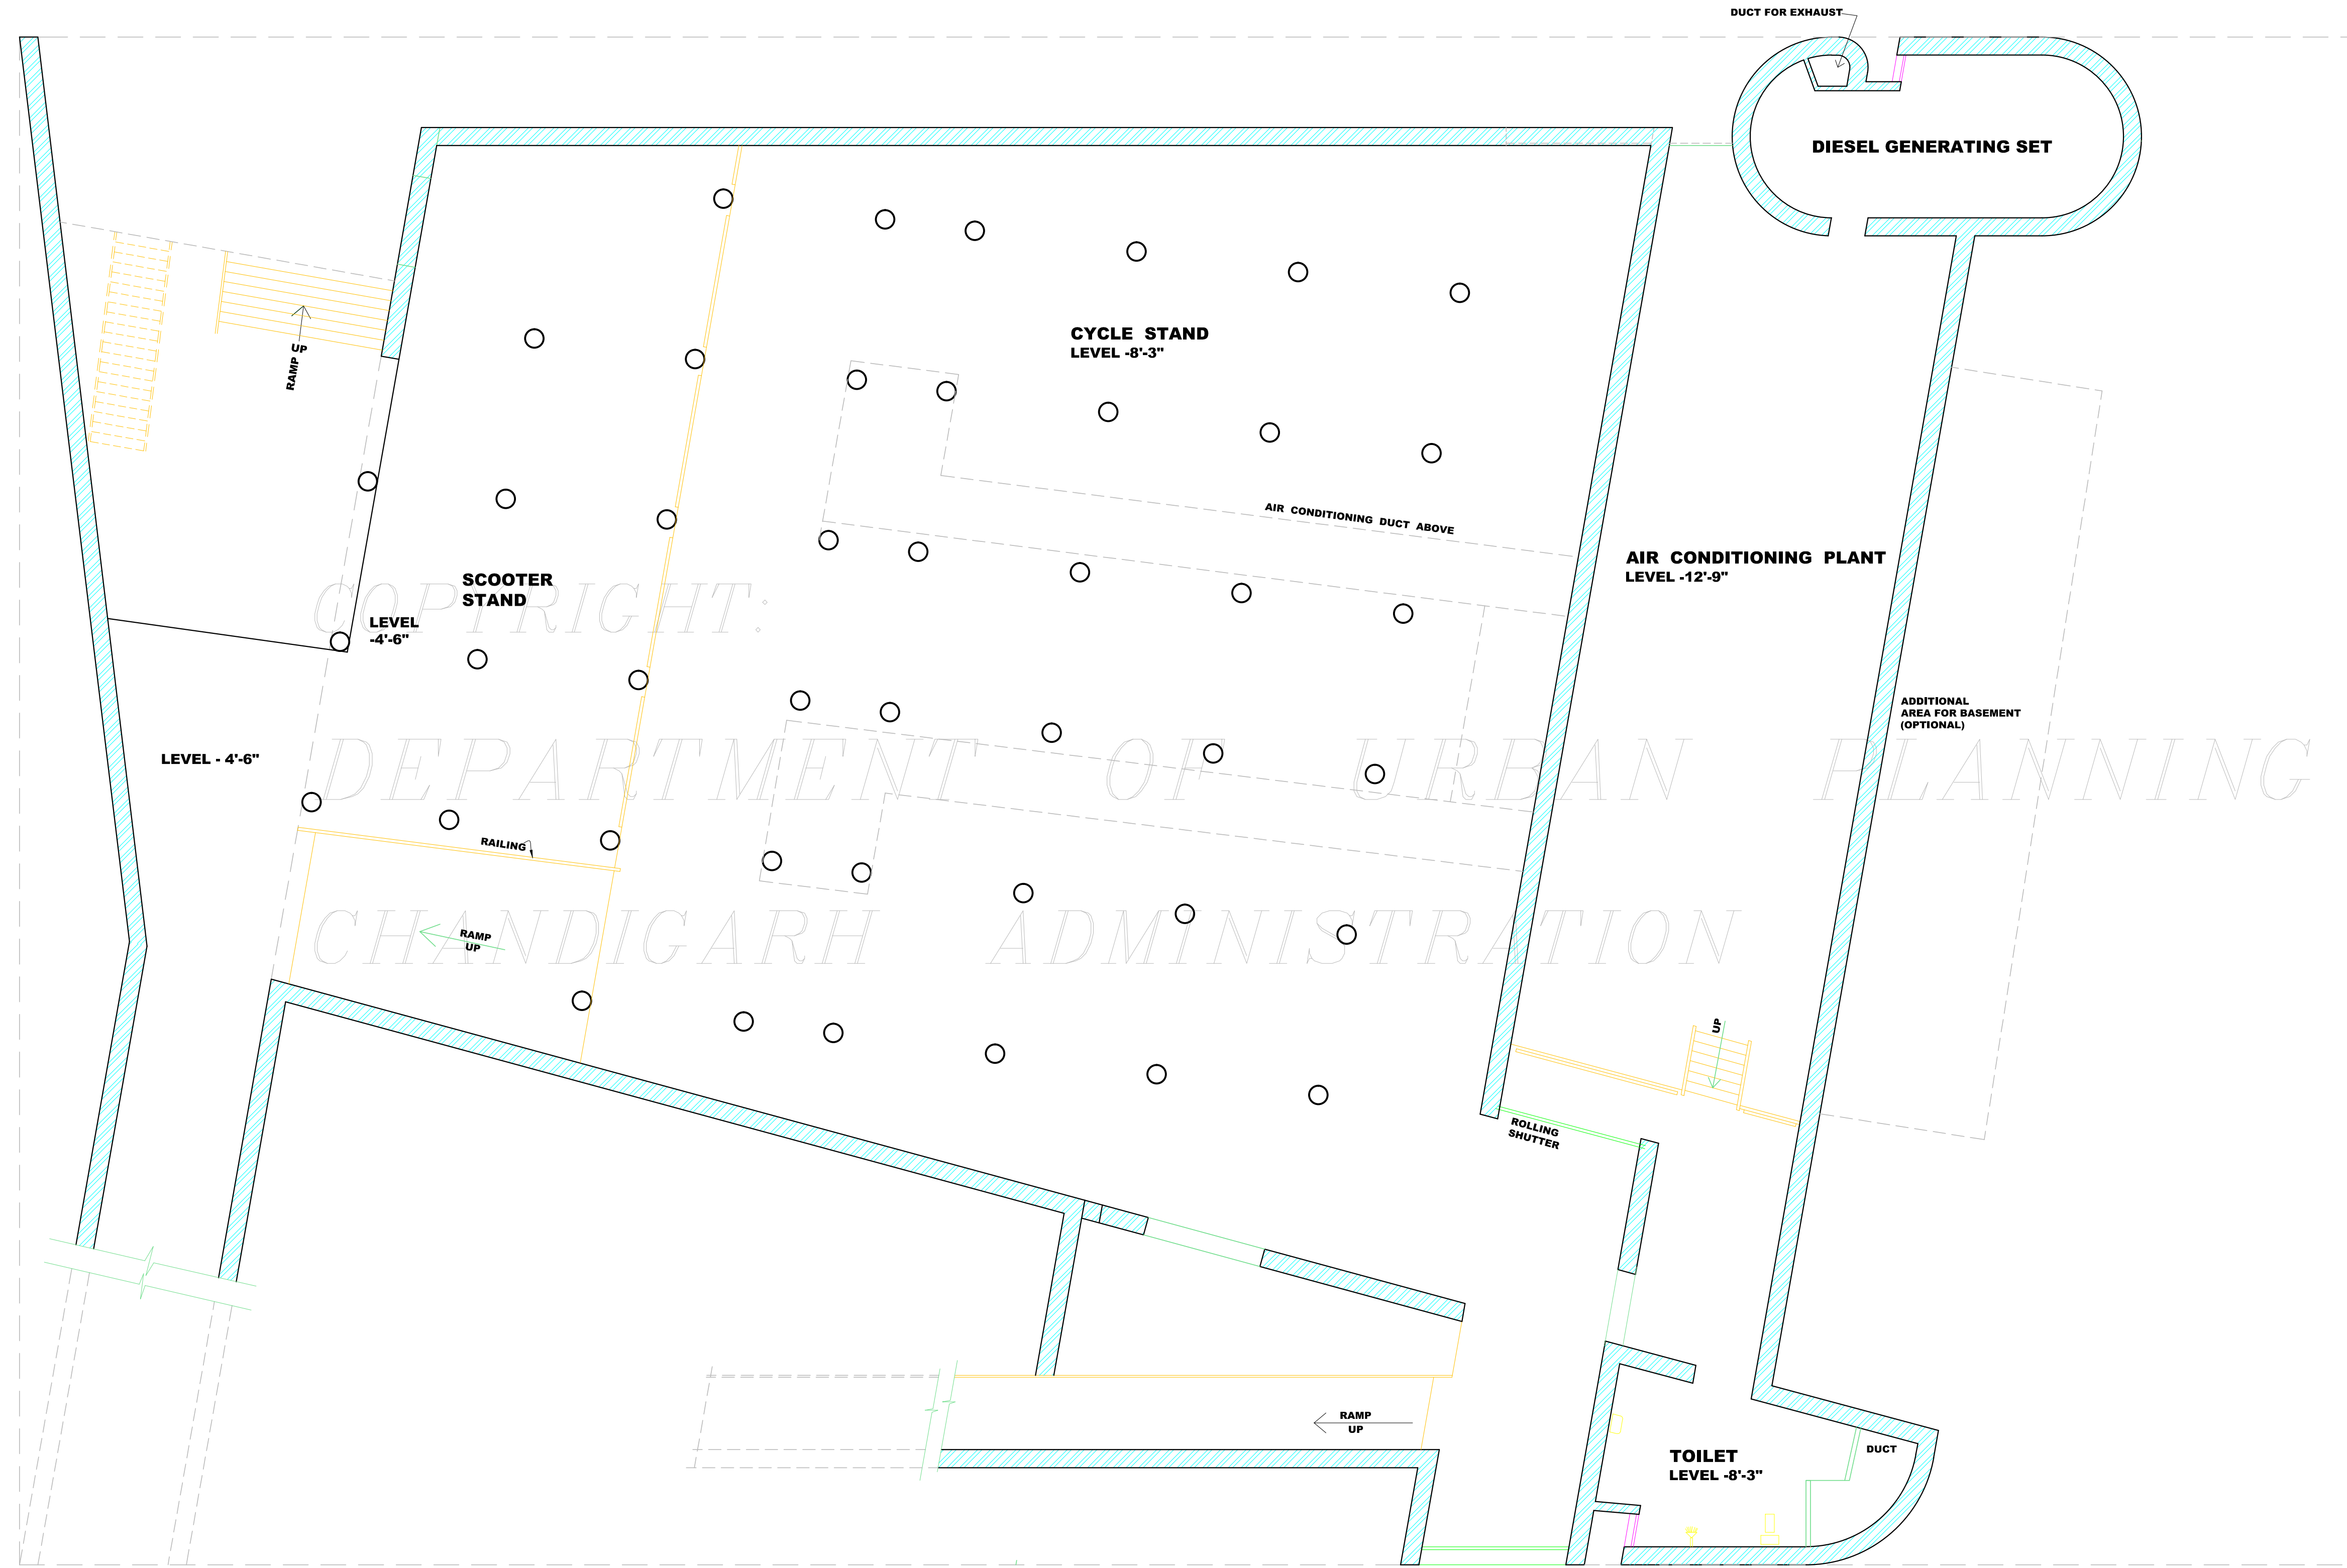 DUCT FOR EXHAUST
DIESEL GENERATING SET
CYCLE STAND
LEVEL -8'-3"
RAMP UP
AIR CONDITIONING DUCT ABOVE
AIR CONDITIONING PLANT
LEVEL -12'-9"
SCOOTER
STAND
COPYRIGHT:
LEVEL
-4'-6"
ADDITIONAL
AREA FOR BASEMENT
(OPTIONAL)
LEVEL - 4'-6"
DEPARTMENT OF URBAN PLANNING
RAILING
CHANDIGARH ADMINISTRATION
RAMP
UP
UP
ROLLING
SHUTTER
RAMP
UP
DUCT
TOILET
LEVEL -8'-3"